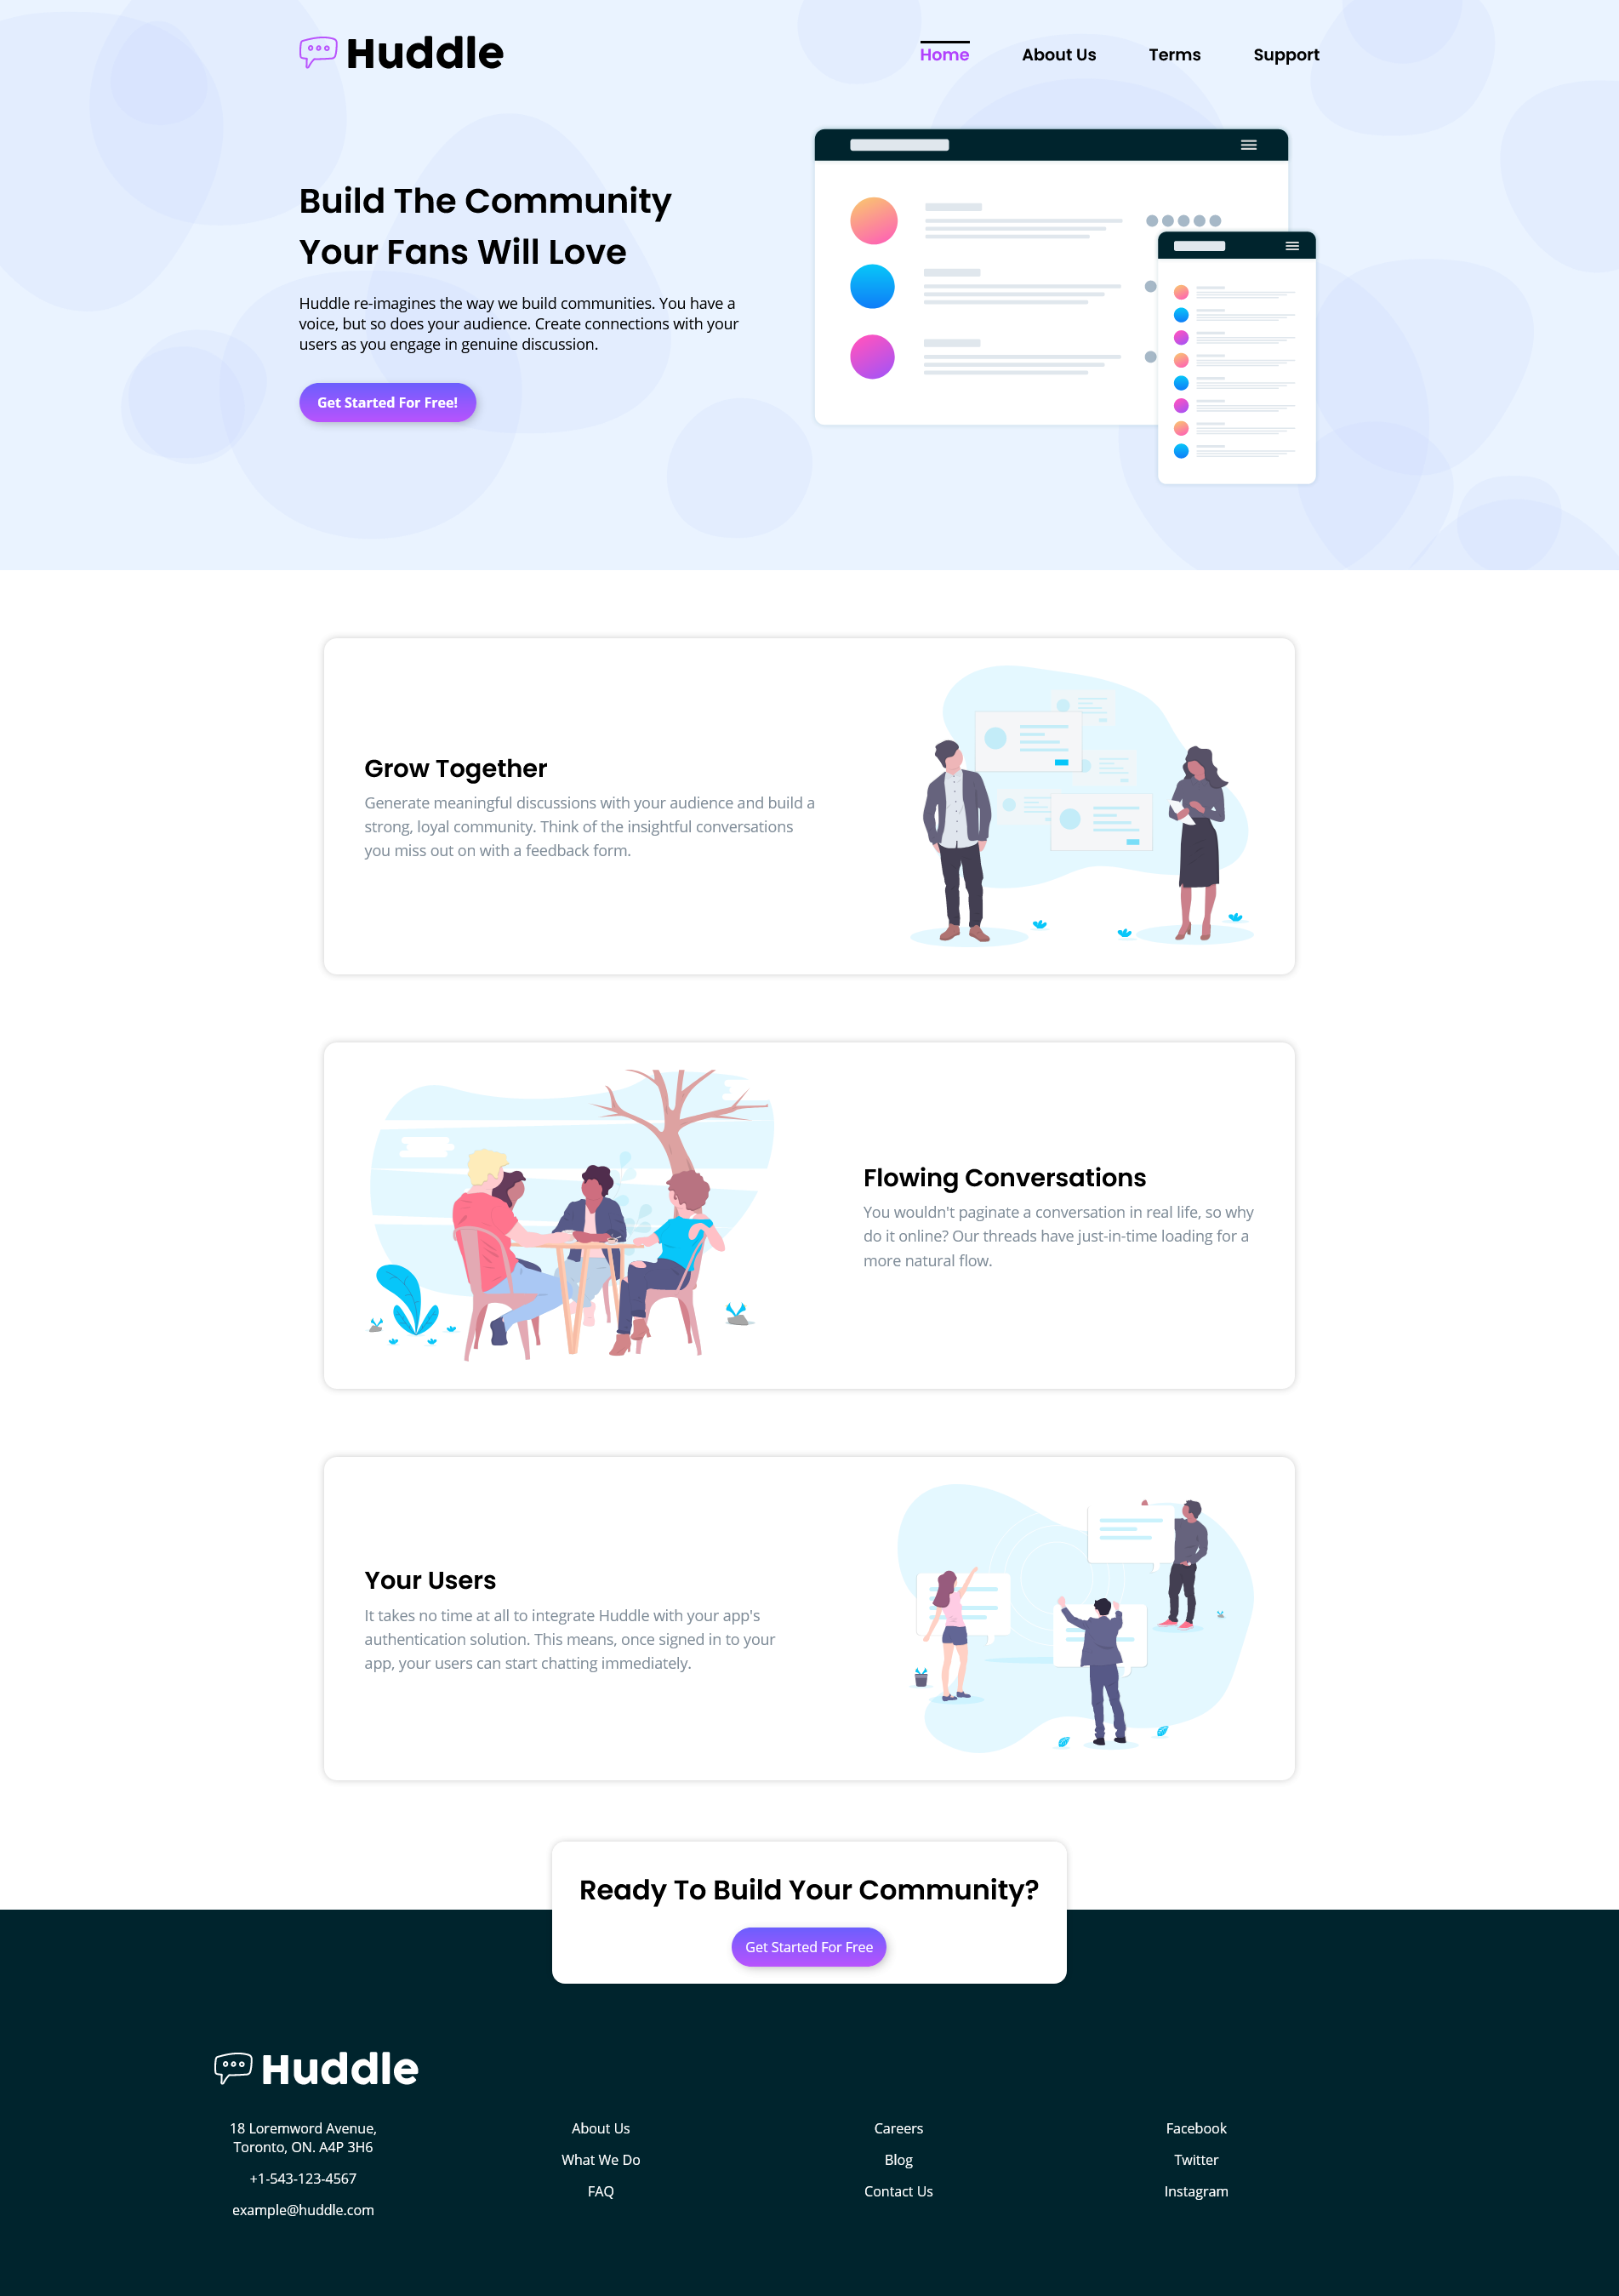 Huddle
Home
About Us
Terms
Support
Build The Community
Your Fans Will Love
Huddle re-imagines the way we build communities. You have a
voice, but so does your audience. Create connections with your
users as you engage in genuine discussion.
Get Started For Free!
Grow Together
Generate meaningful discussions with your audience and build a
strong, loyal community. Think of the insightful conversations
you miss out on with a feedback form.
Flowing Conversations
You wouldn't paginate a conversation in real life, so why
do it online? Our threads have just-in-time loading for a
more natural flow.
Your Users
It takes no time at all to integrate Huddle with your app's
authentication solution. This means, once signed in to your
app, your users can start chatting immediately.
Ready To Build Your Community?
Get Started For Free
Huddle
18 Loremword Avenue,
Toronto, ON. A4P 3H6
+1-543-123-4567
example@huddle.com
About Us
What We Do
FAQ
Careers
Blog
Contact Us
Facebook
Twitter
Instagram